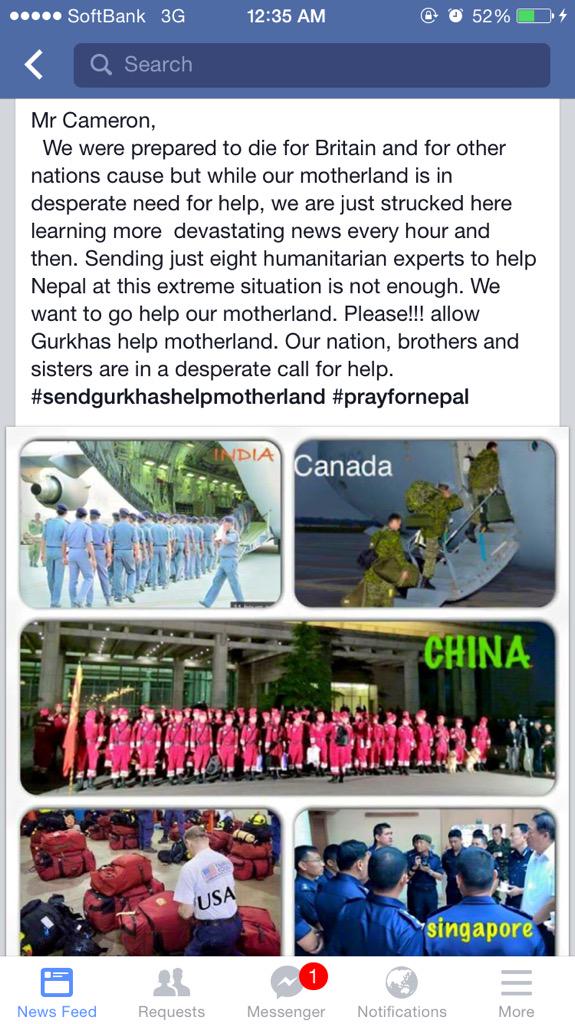 SoftBank 3G 12:35 AM 52%
Search
Mr Cameron,
We were prepared to die for Britain and for other
nations cause but while our motherland is in
desperate need for help, we are just strucked here
learning more devastating news every hour and
then. Sending just eight humanitarian experts to help
Nepal at this extreme situation is not enough. We
want to go help our motherland. Please!!! allow
Gurkhas help motherland. Our nation, brothers and
sisters are in a desperate call for help.
#sendgurkhashelpmotherland #prayfornepal
INDIA
Canada
CHINA
USA
singapore
1
News Feed Requests Messenger Notifications More